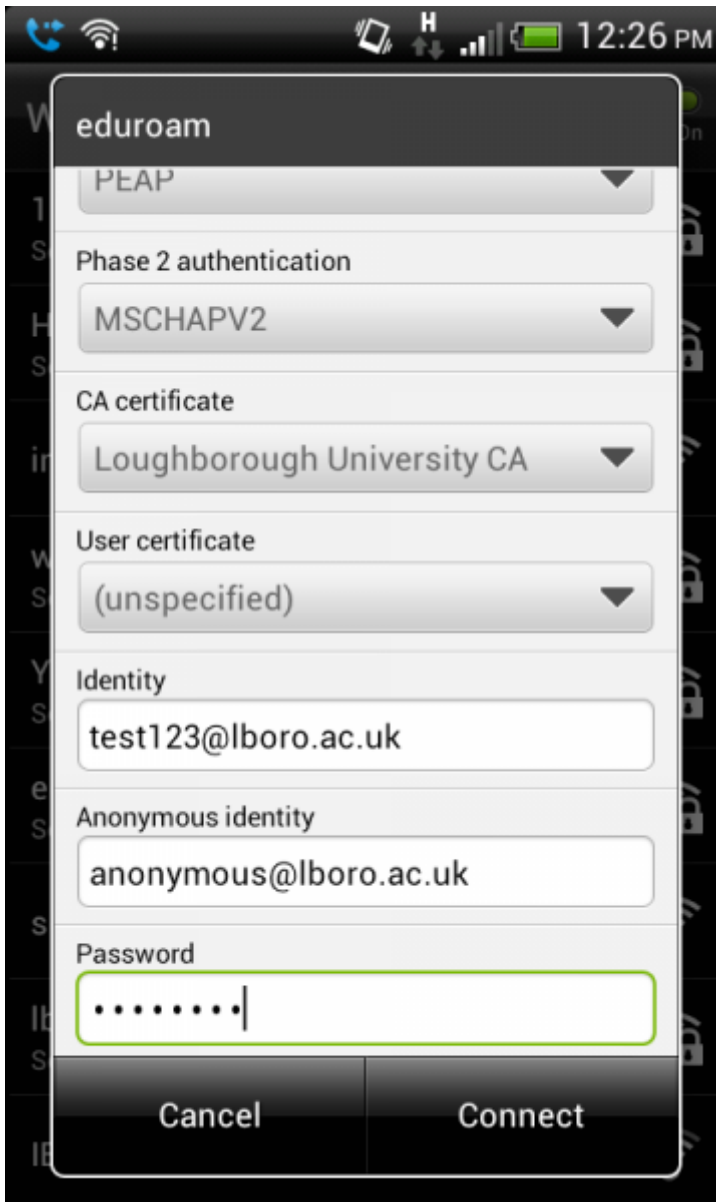 H
12:26 PM
eduroam
On
PEAP
Phase 2 authentication
MSCHAPV2
CA certificate
Loughborough University CA
User certificate
(unspecified)
Identity
test123@lboro.ac.uk
Anonymous identity
anonymous@lboro.ac.uk
Password
••••••••
Cancel
Connect